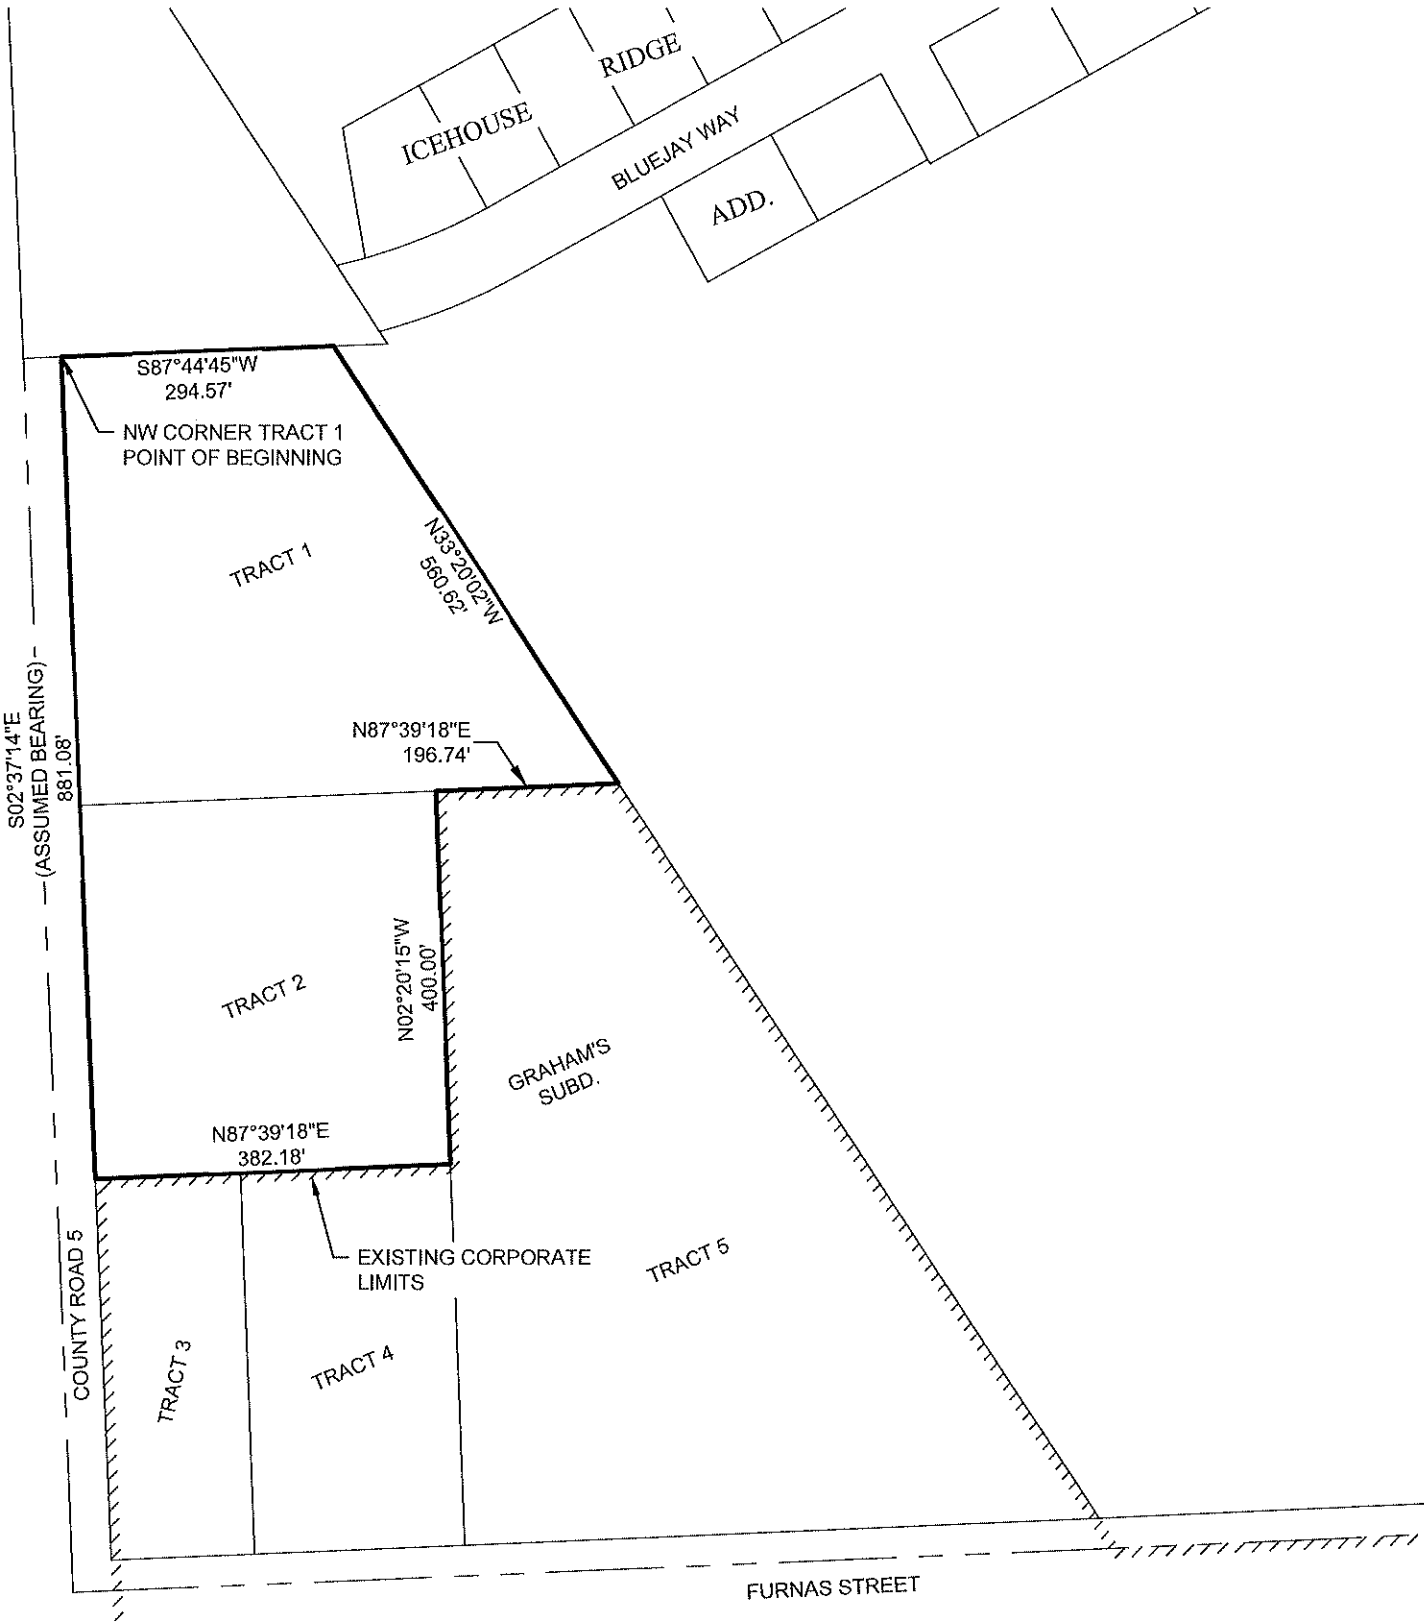 RIDGE
ICEHOUSE
BLUEJAY WAY
ADD.
S87°44'45"W
294.57'
NW CORNER TRACT 1
POINT OF BEGINNING
TRACT 1
N33°20'02"W
560.62'
S02°37'14"E
(ASSUMED BEARING)
881.08'
N87°39'18"E
196.74'
TRACT 2
N02°20'15"W
400.00'
GRAHAM'S
SUBD.
N87°39'18"E
382.18'
EXISTING CORPORATE
LIMITS
TRACT 5
COUNTY ROAD 5
TRACT 3
TRACT 4
FURNAS STREET